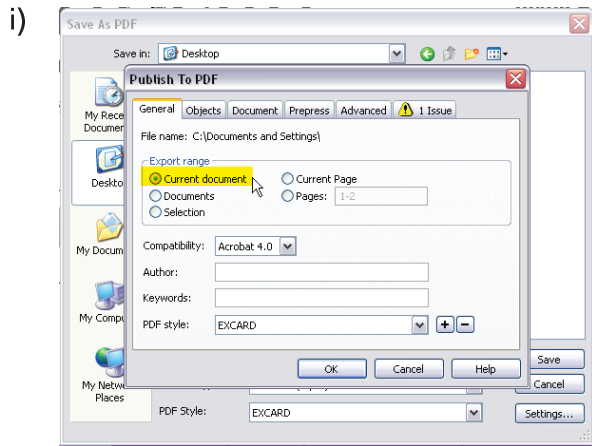 i)
Save As PDF
Save in: Desktop
Publish To PDF
General Objects Document Prepress Advanced 1 Issue
My Rece
Documen
File name: C:\Documents and Settings\
Export range
Current document Current Page
Deskto
Documents Pages: 1-2
Selection
My Docum
Compatibility: Acrobat 4.0
Author:
Keywords:
My Compu
PDF style: EXCARD
OK Cancel Help
Save
My Netwo
Places
Cancel
PDF Style: EXCARD
Settings...